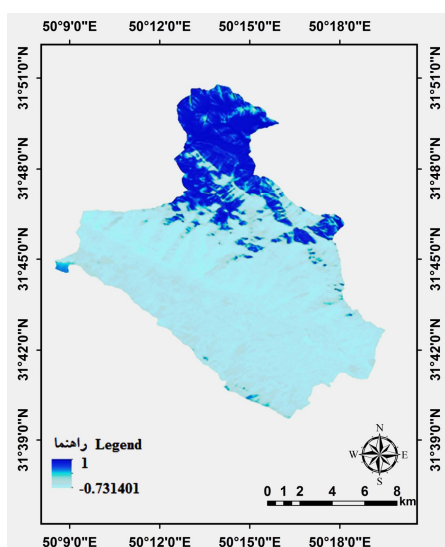 50°9'0"E 50°12'0"E 50°15'0"E 50°18'0"E
31°51'0"N 31°51'0"N
31°48'0"N 31°48'0"N
31°45'0"N 31°45'0"N
31°42'0"N 31°42'0"N
31°39'0"N 31°39'0"N
راهنما Legend
1
-0.731401
N
W E
S
0 1 2 4 6 8
km
50°9'0"E 50°12'0"E 50°15'0"E 50°18'0"E